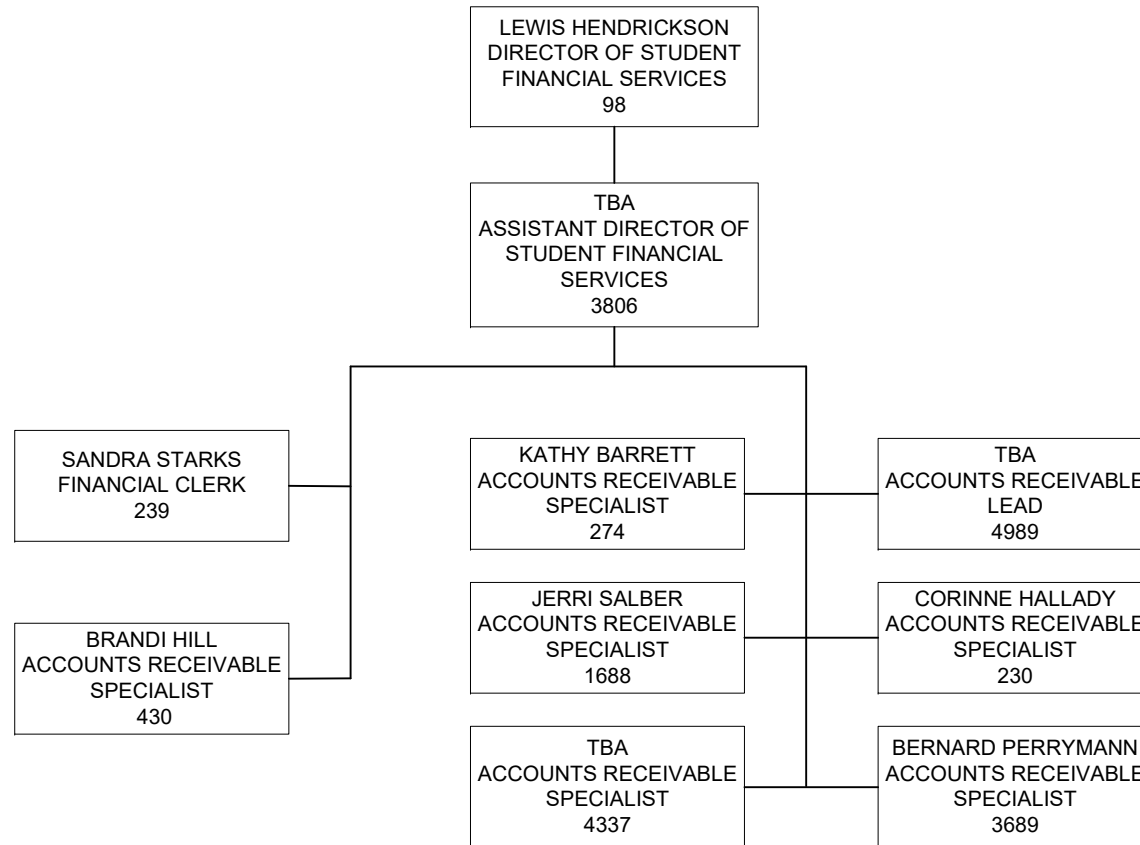 LEWIS HENDRICKSON
DIRECTOR OF STUDENT
FINANCIAL SERVICES
98
TBA
ASSISTANT DIRECTOR OF
STUDENT FINANCIAL
SERVICES
3806
SANDRA STARKS
FINANCIAL CLERK
239
BRANDI HILL
ACCOUNTS RECEIVABLE
SPECIALIST
430
KATHY BARRETT
ACCOUNTS RECEIVABLE
SPECIALIST
274
TBA
ACCOUNTS RECEIVABLE
LEAD
4989
JERRI SALBER
ACCOUNTS RECEIVABLE
SPECIALIST
1688
CORINNE HALLADY
ACCOUNTS RECEIVABLE
SPECIALIST
230
TBA
ACCOUNTS RECEIVABLE
SPECIALIST
4337
BERNARD PERRYMANN
ACCOUNTS RECEIVABLE
SPECIALIST
3689